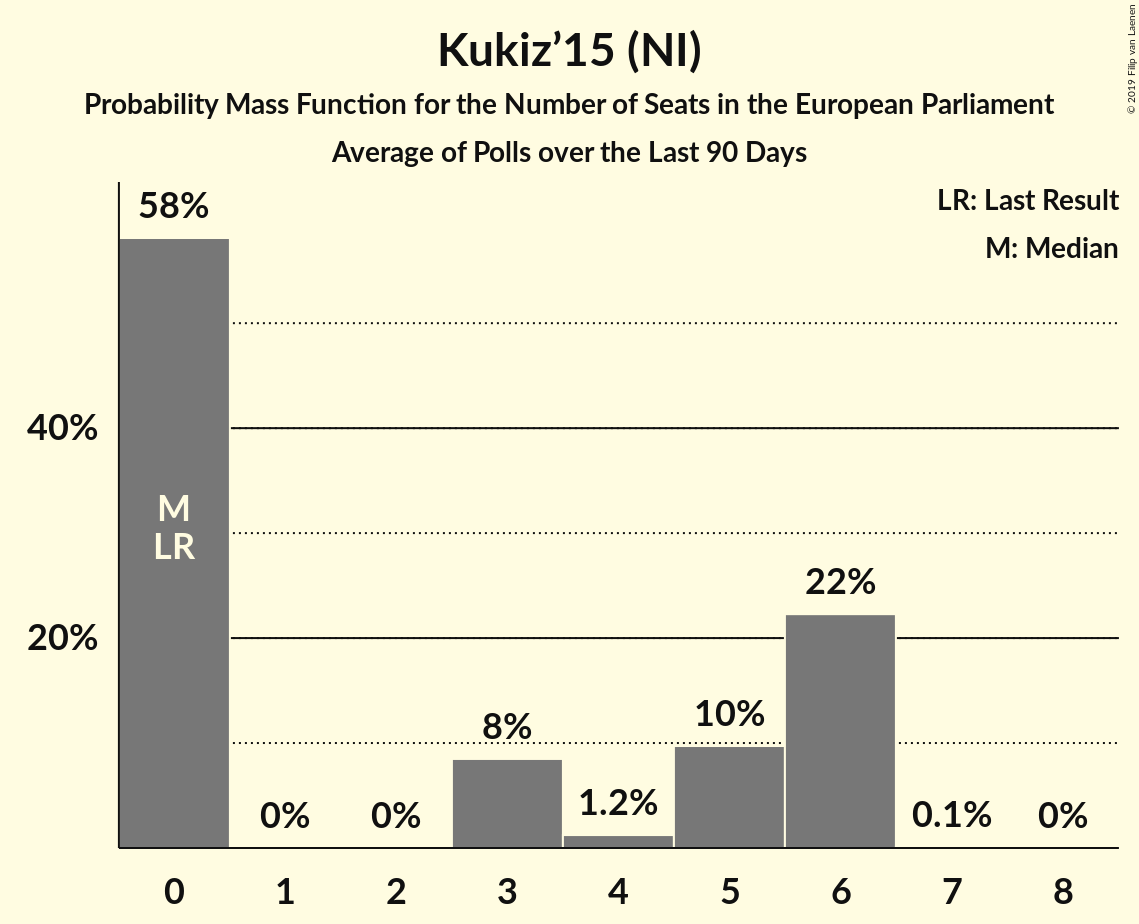 Kukiz’15 (NI)
Probability Mass Function for the Number of Seats in the European Parliament
Average of Polls over the Last 90 Days
© 2019 Filip van Laenen
LR: Last Result
M: Median
58%
40%
M
LR
22%
20%
10%
8%
1.2%
0%
0%
0.1%
0%
0
1
2
3
4
5
6
7
8